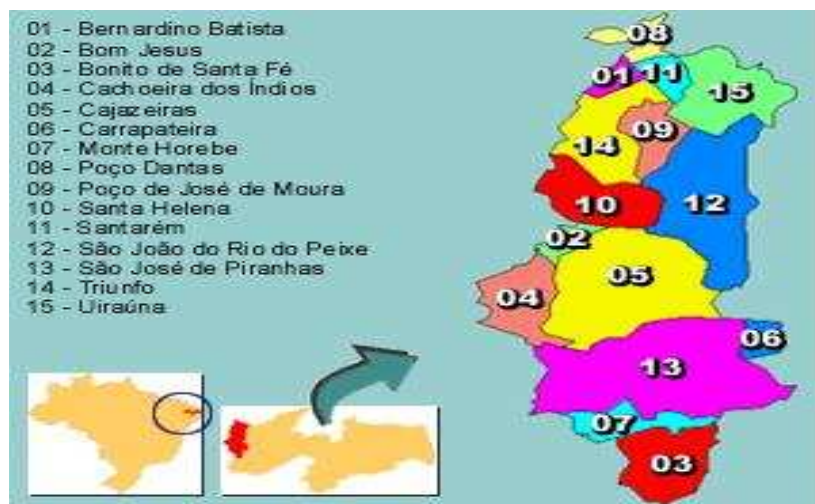 01 - Bernardino Batista
02 - Bom Jesus
03 - Bonito de Santa Fé
04 - Cachoeira dos Índios
05 - Cajazeiras
06 - Carrapateira
07 - Monte Horebe
08 - Poço Dantas
09 - Poço de José de Moura
10 - Santa Helena
11 - Santarém
12 - São João do Rio do Peixe
13 - São José de Piranhas
14 - Triunfo
15 - Uiraúna
08
01 11
15
09
14
12
10
02
05
04
06
13
07
03